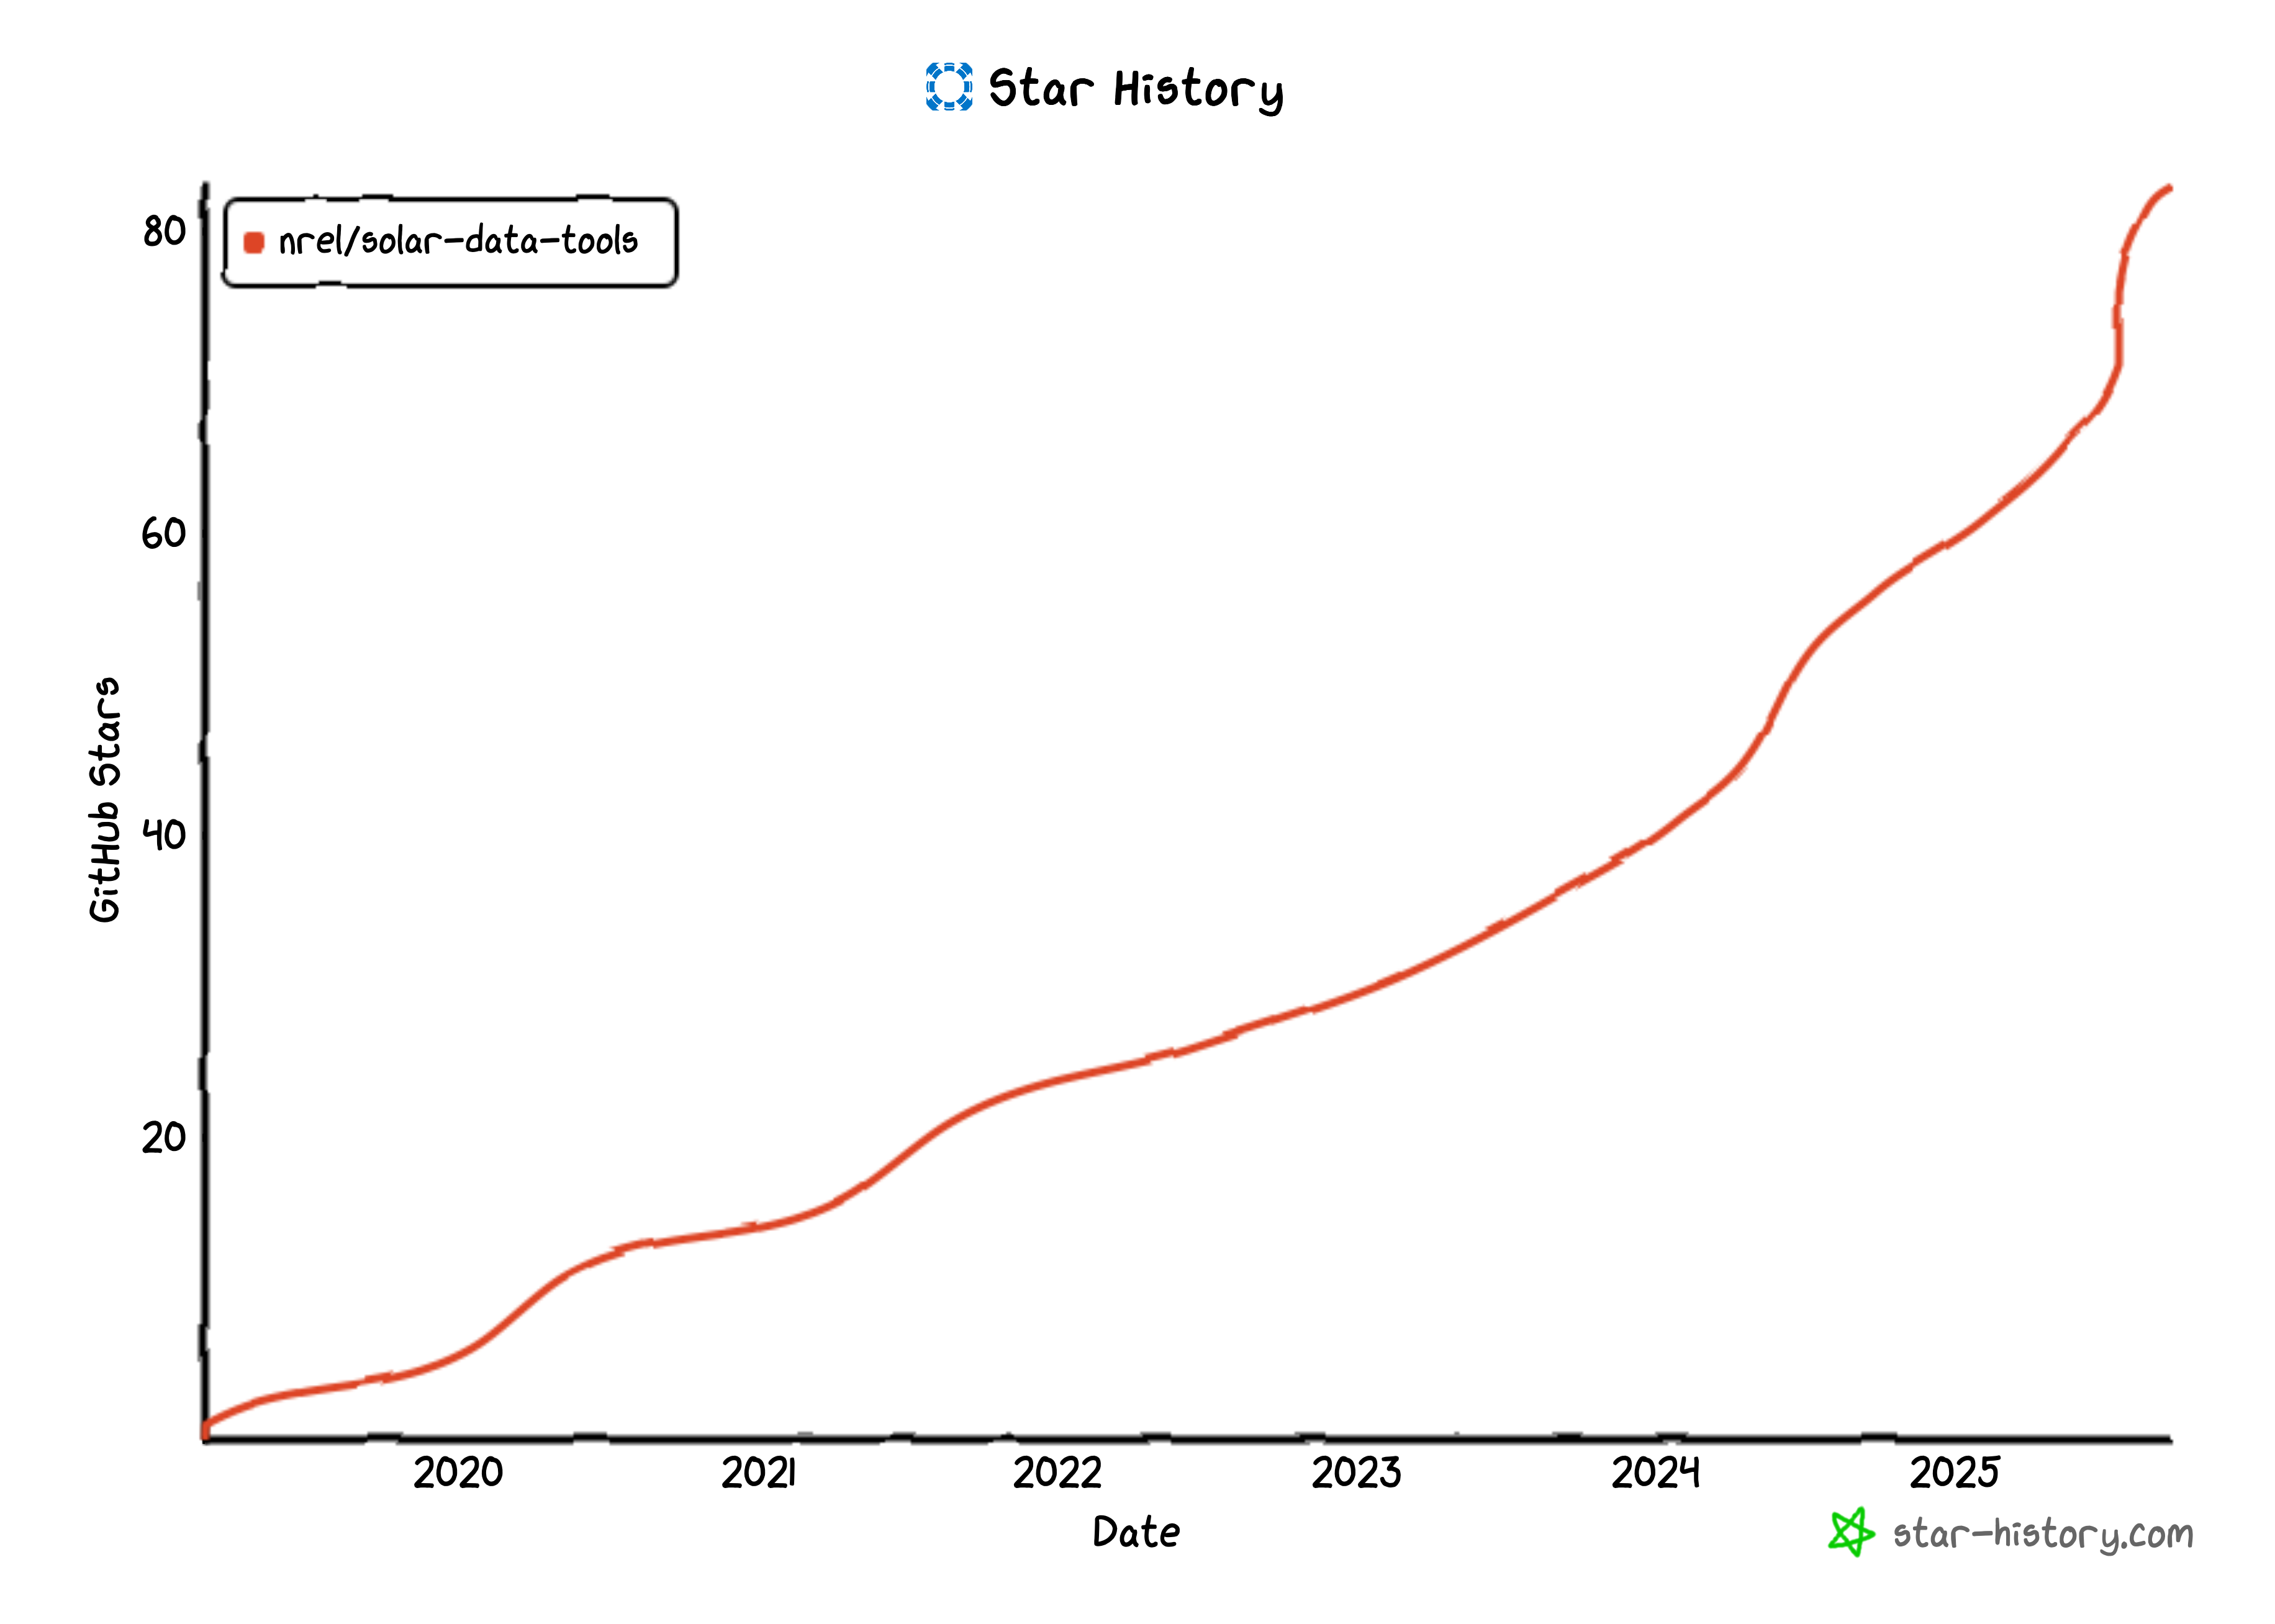 Star History
nrel/solar-data-tools
80
60
40
20
GitHub Stars
2020 2021 2022 2023 2024 2025
Date
star-history.com